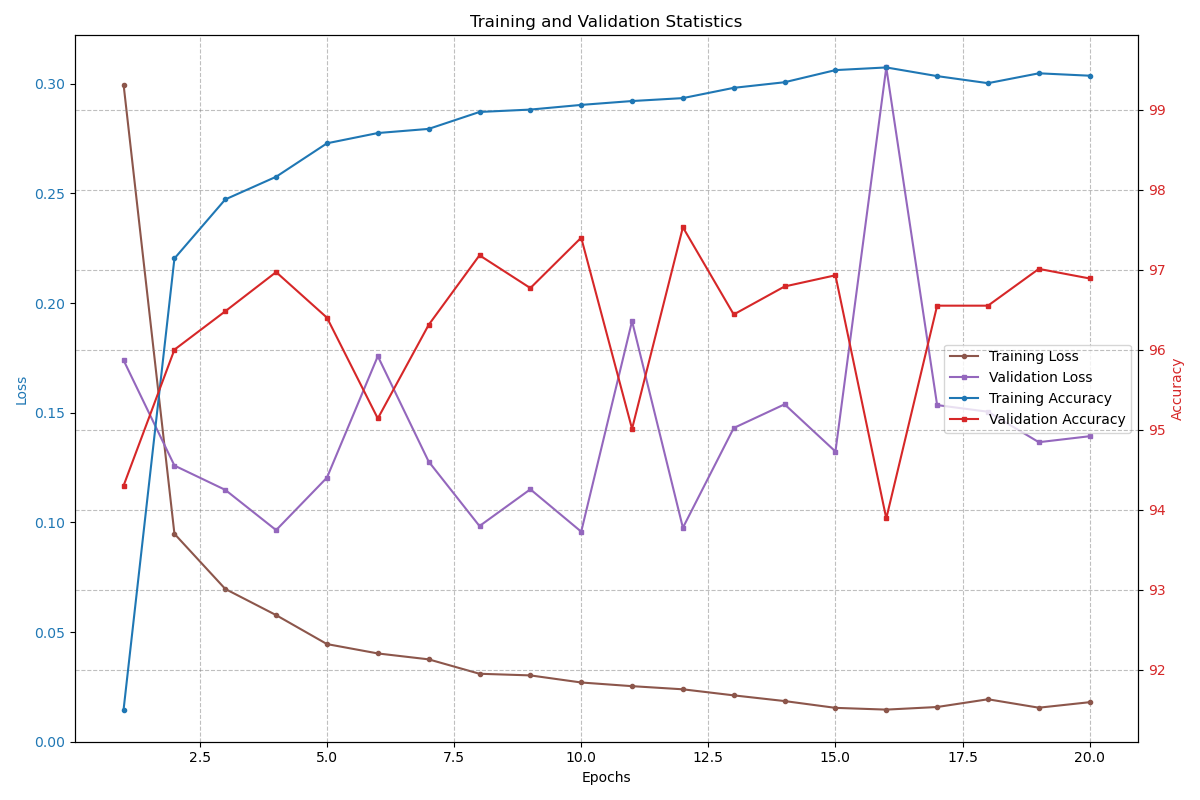 Training and Validation Statistics
Loss
0.30
0.25
0.20
0.15
0.10
0.05
0.00
99
98
97
96
95
94
93
92
Accuracy
Training Loss
Validation Loss
Training Accuracy
Validation Accuracy
2.5 5.0 7.5 10.0 12.5 15.0 17.5 20.0
Epochs